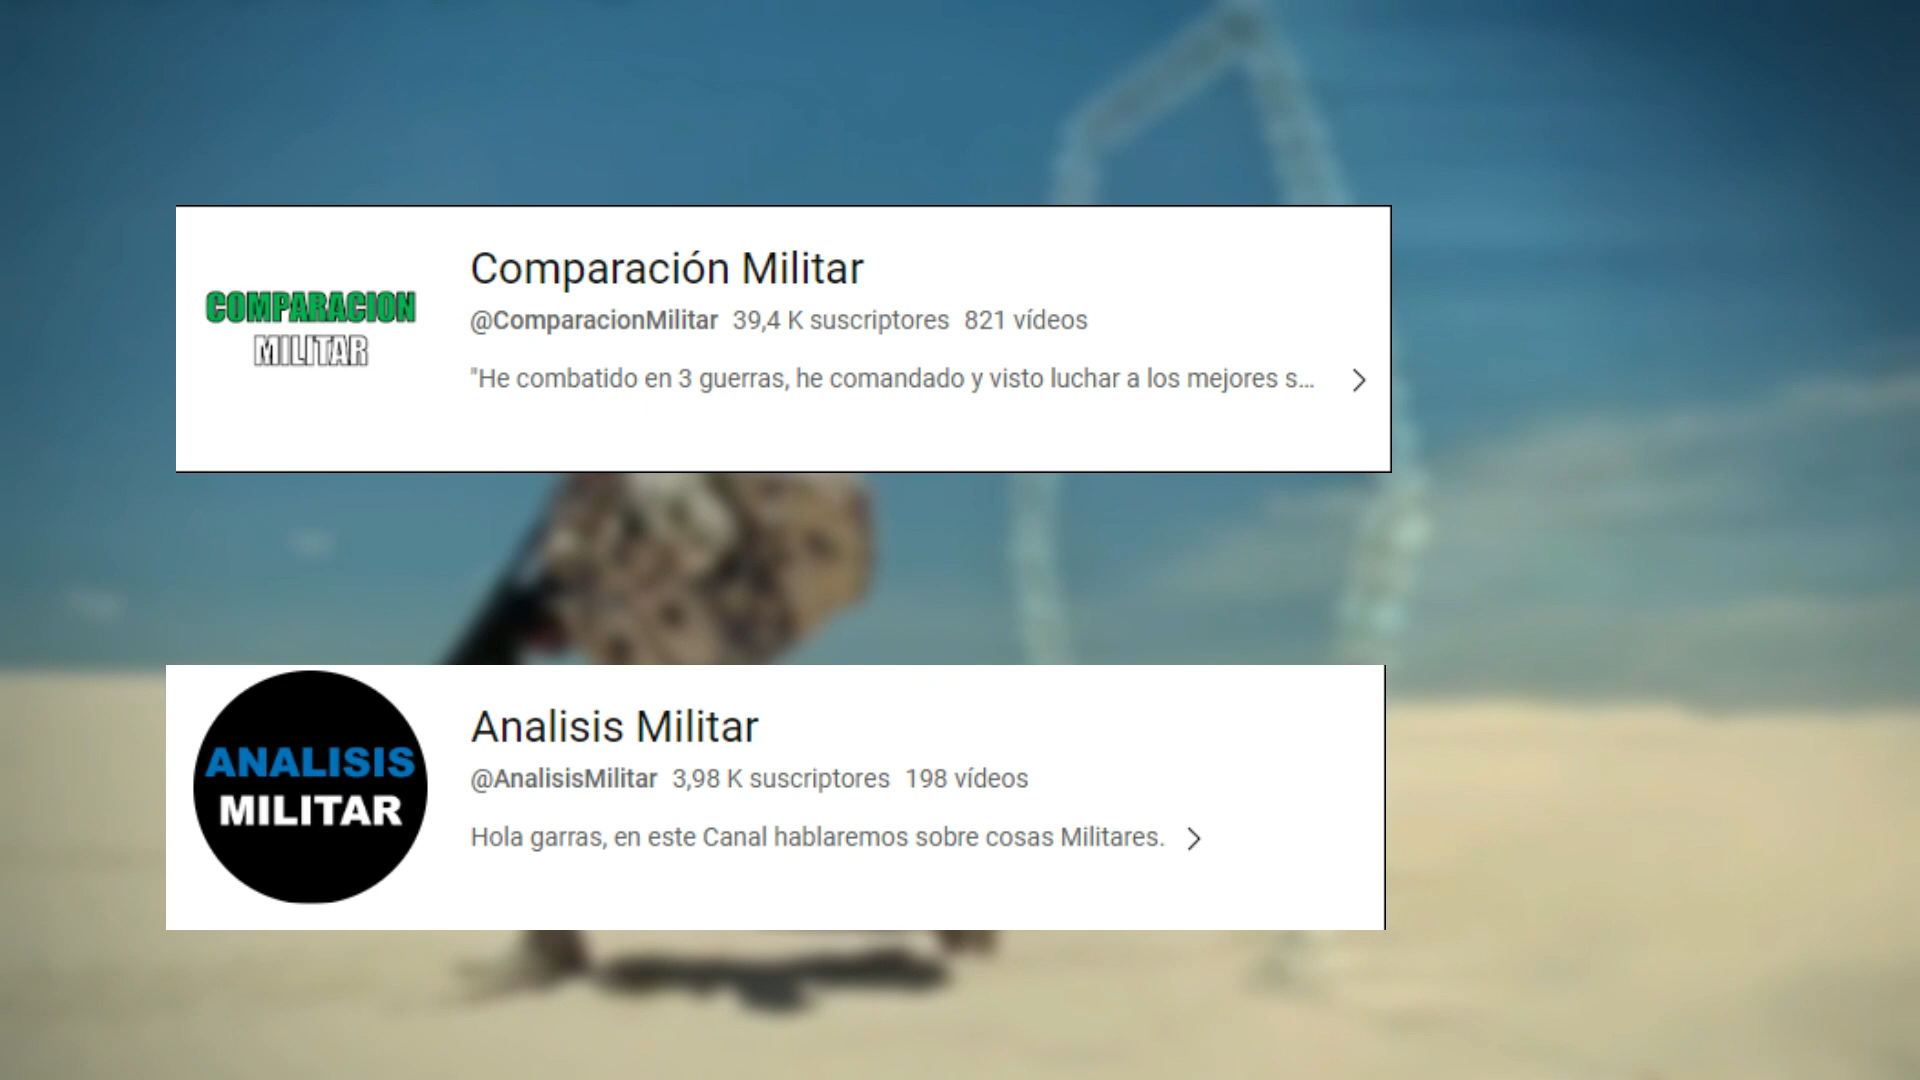 COMPARACION
MILITAR
Comparación Militar
@ComparacionMilitar 39,4 K suscriptores 821 vídeos
"He combatido en 3 guerras, he comandado y visto luchar a los mejores s...
ANALISIS
MILITAR
Analisis Militar
@AnalisisMilitar 3,98 K suscriptores 198 vídeos
Hola garras, en este Canal hablaremos sobre cosas Militares.